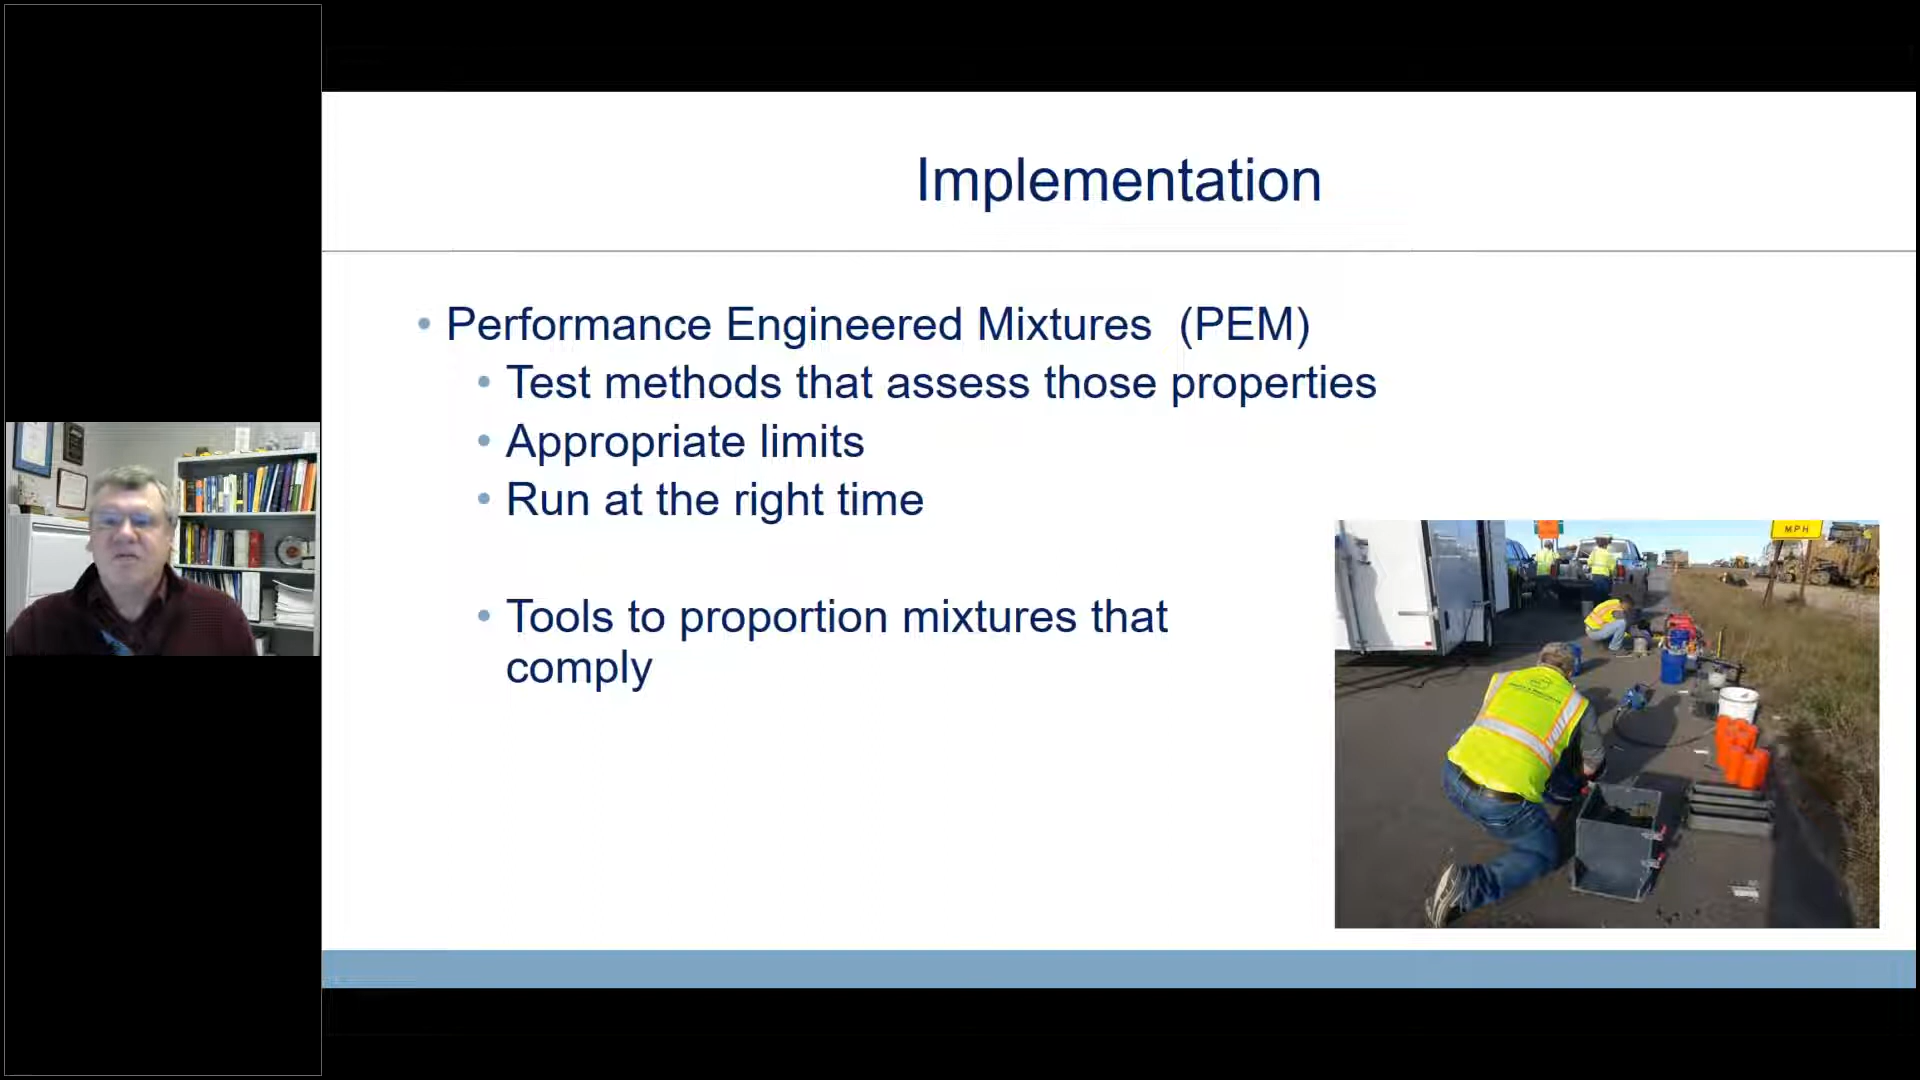 Implementation
• Performance Engineered Mixtures (PEM)
• Test methods that assess those properties
• Appropriate limits
• Run at the right time
• Tools to proportion mixtures that
comply
MPH